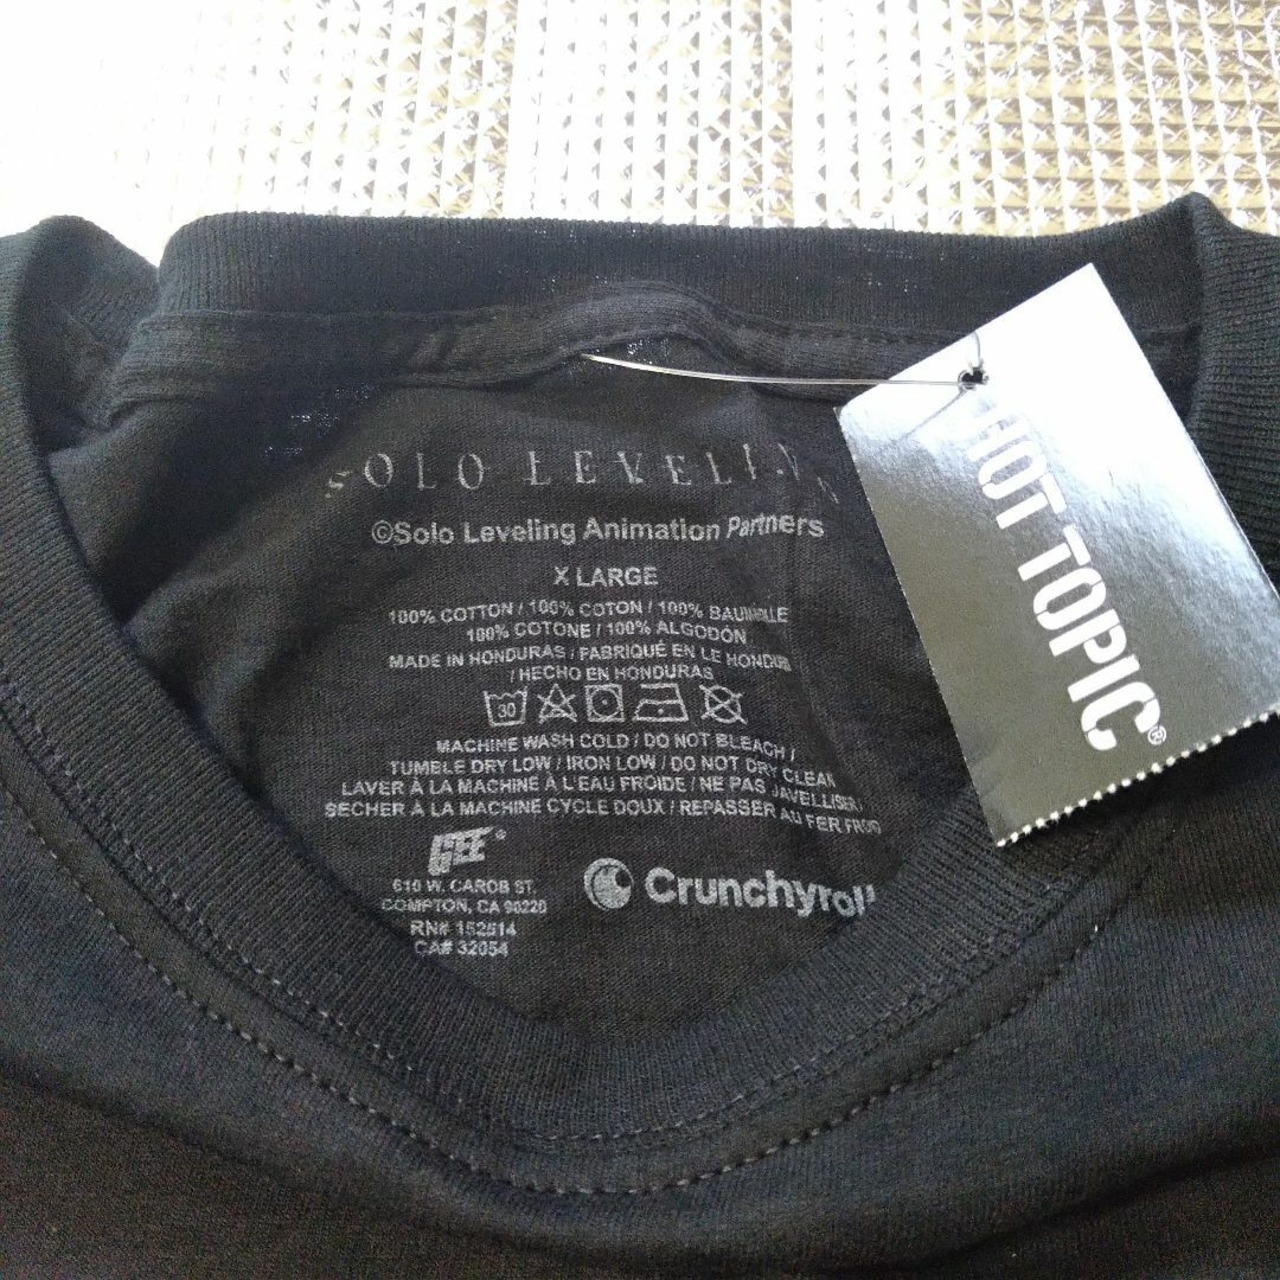 SOLO LEVELING
©Solo Leveling Animation Partners
X LARGE
100% COTTON / 100% COTON / 100% BAUMWOLLE
100% COTONE / 100% ALGODÓN
MADE IN HONDURAS / FABRIQUÉ EN LE HONDURAS
/ HECHO EN HONDURAS
30
MACHINE WASH COLD / DO NOT BLEACH /
TUMBLE DRY LOW / IRON LOW / DO NOT DRY CLEAN
LAVER À LA MACHINE À L'EAU FROIDE / NE PAS JAVELLISER /
SECHER À LA MACHINE CYCLE DOUX / REPASSER AU FER FROID
GEE®
610 W. CAROB ST.
COMPTON, CA 90220
RN# 152514
CA# 32054
Crunchyroll
HOT TOPIC®